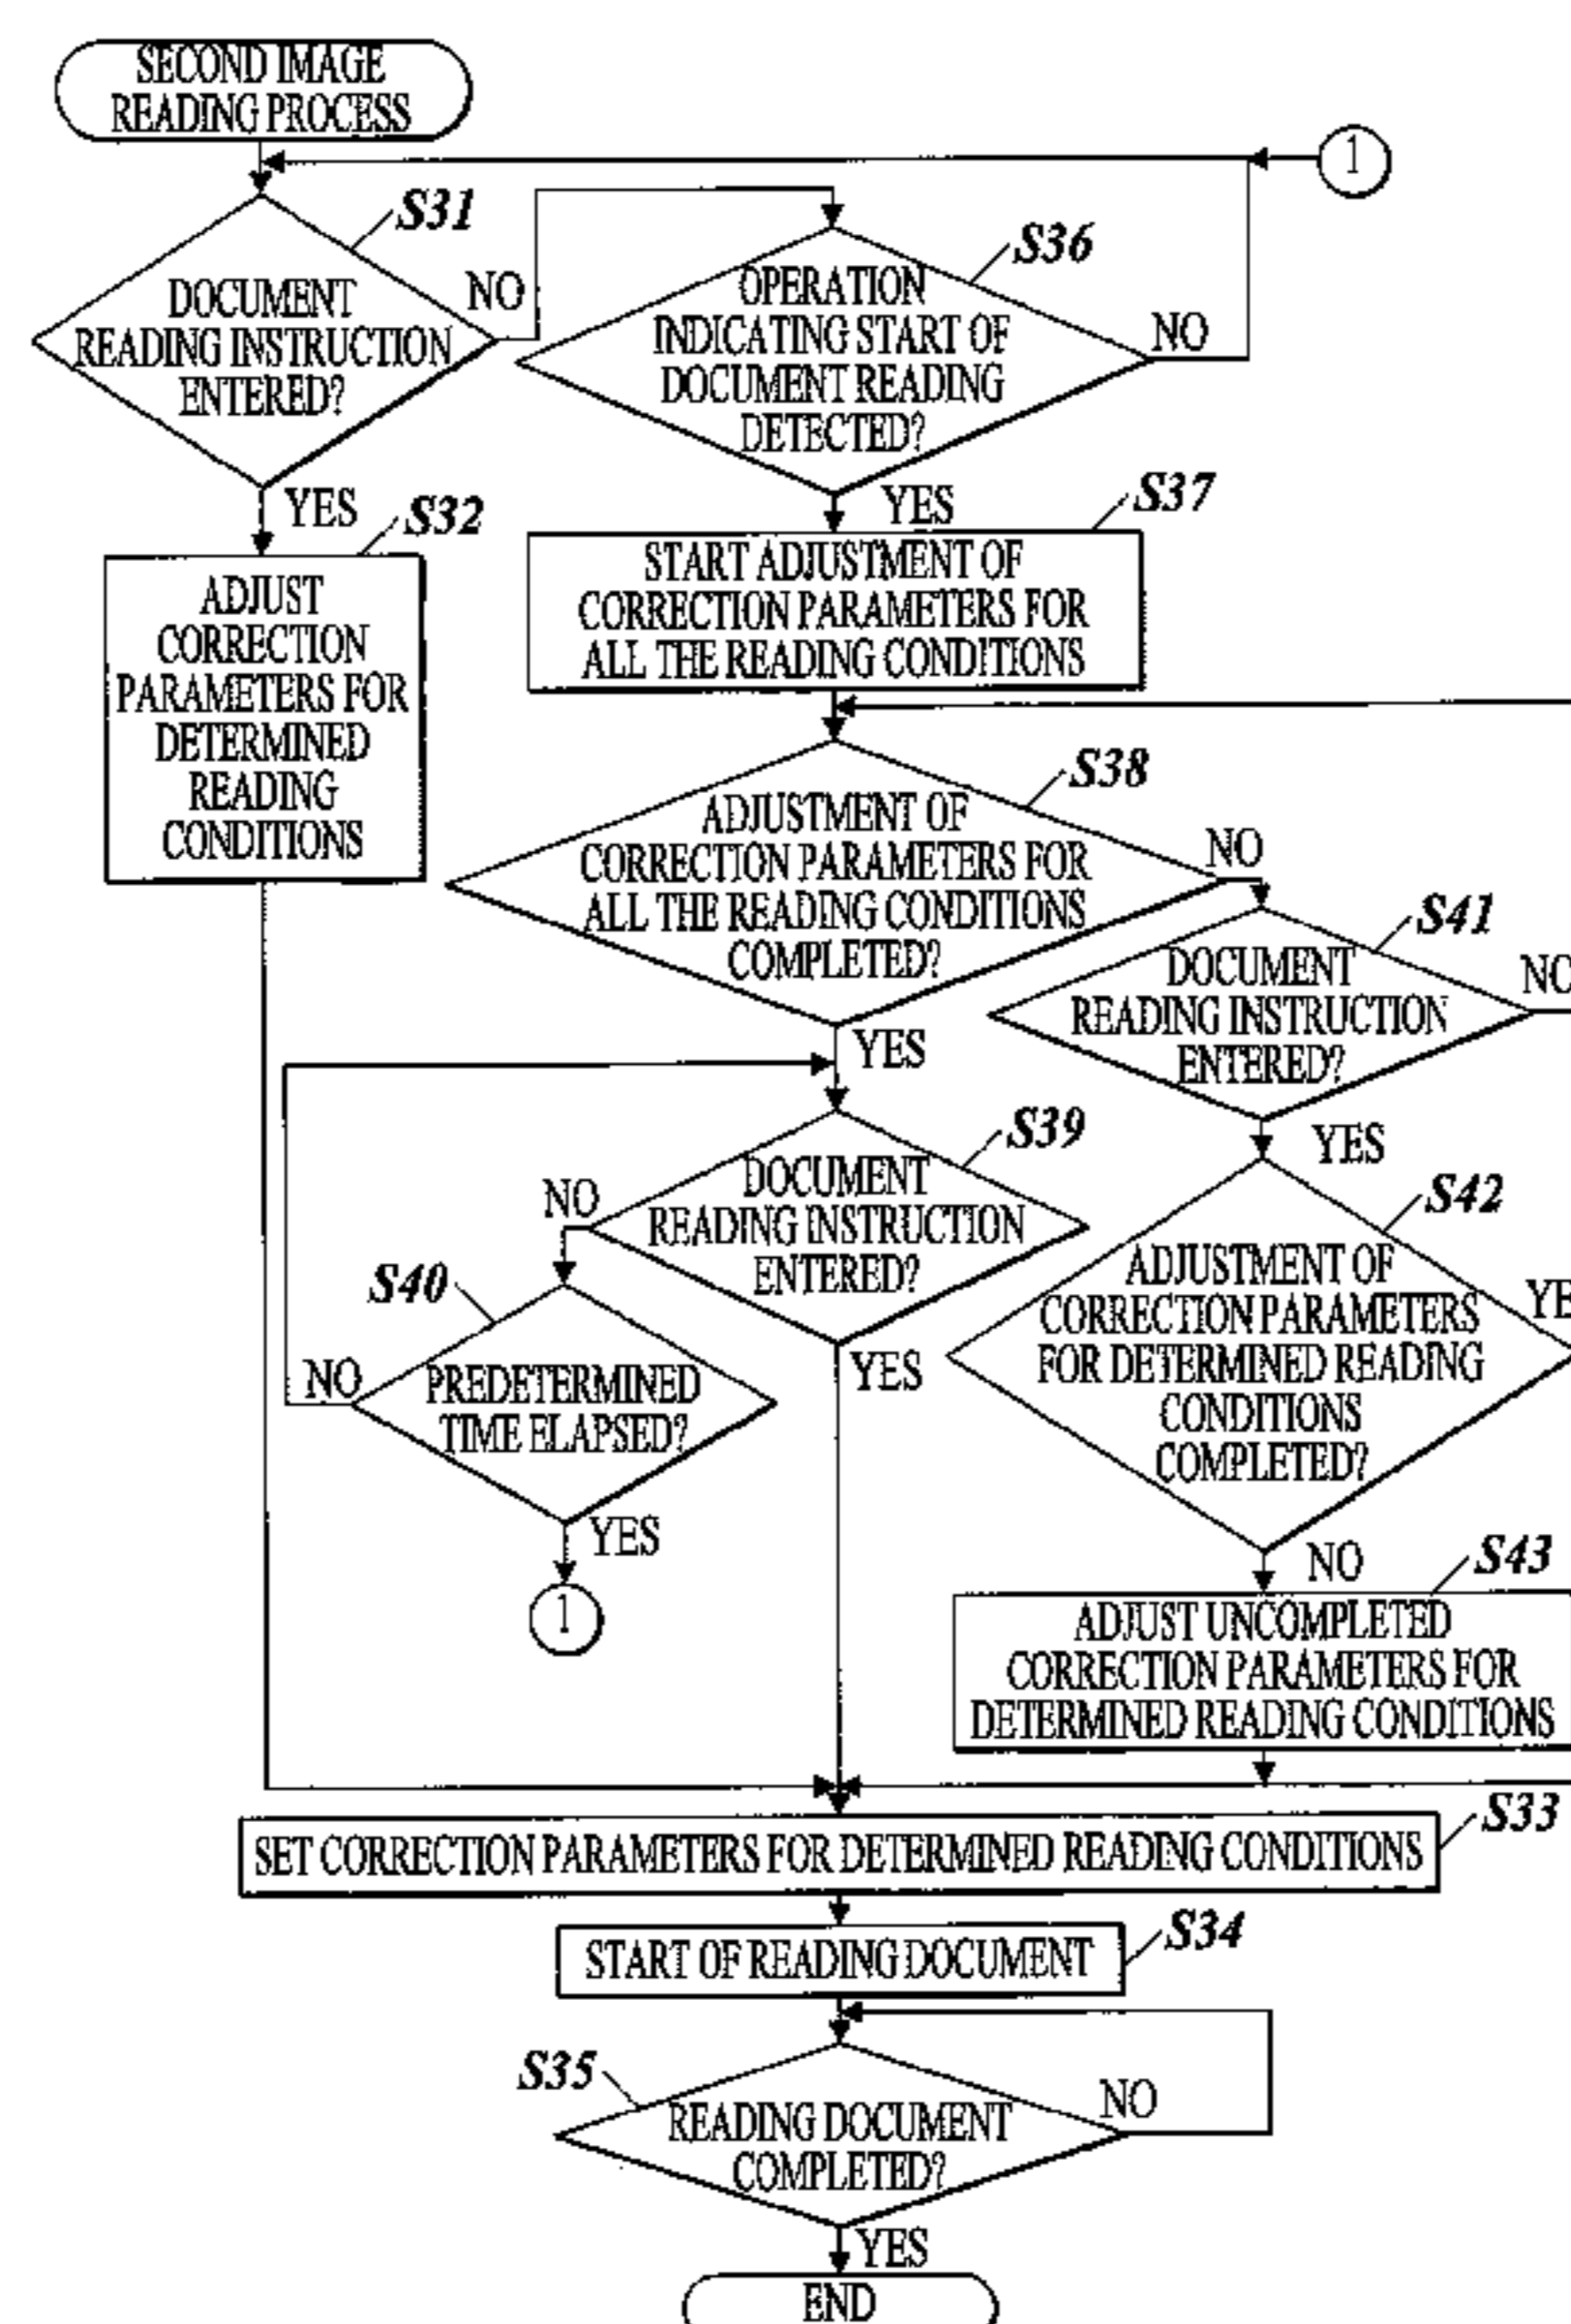 SECOND IMAGE
READING PROCESS
1
S31
DOCUMENT
READING INSTRUCTION
ENTERED?
NO
YES
S36
OPERATION
INDICATING START OF
DOCUMENT READING
DETECTED?
NO
YES
S32
ADJUST
CORRECTION
PARAMETERS FOR
DETERMINED
READING
CONDITIONS
S37
START ADJUSTMENT OF
CORRECTION PARAMETERS FOR
ALL THE READING CONDITIONS
S38
ADJUSTMENT OF
CORRECTION PARAMETERS FOR
ALL THE READING CONDITIONS
COMPLETED?
NO
YES
S41
DOCUMENT
READING INSTRUCTION
ENTERED?
NO
YES
S39
DOCUMENT
READING INSTRUCTION
ENTERED?
NO
YES
S40
PREDETERMINED
TIME ELAPSED?
NO
YES
1
S42
ADJUSTMENT OF
CORRECTION PARAMETERS
FOR DETERMINED READING
CONDITIONS
COMPLETED?
YE
NO
S43
ADJUST UNCOMPLETED
CORRECTION PARAMETERS FOR
DETERMINED READING CONDITIONS
S33
SET CORRECTION PARAMETERS FOR DETERMINED READING CONDITIONS
S34
START OF READING DOCUMENT
S35
READING DOCUMENT
COMPLETED?
NO
YES
END